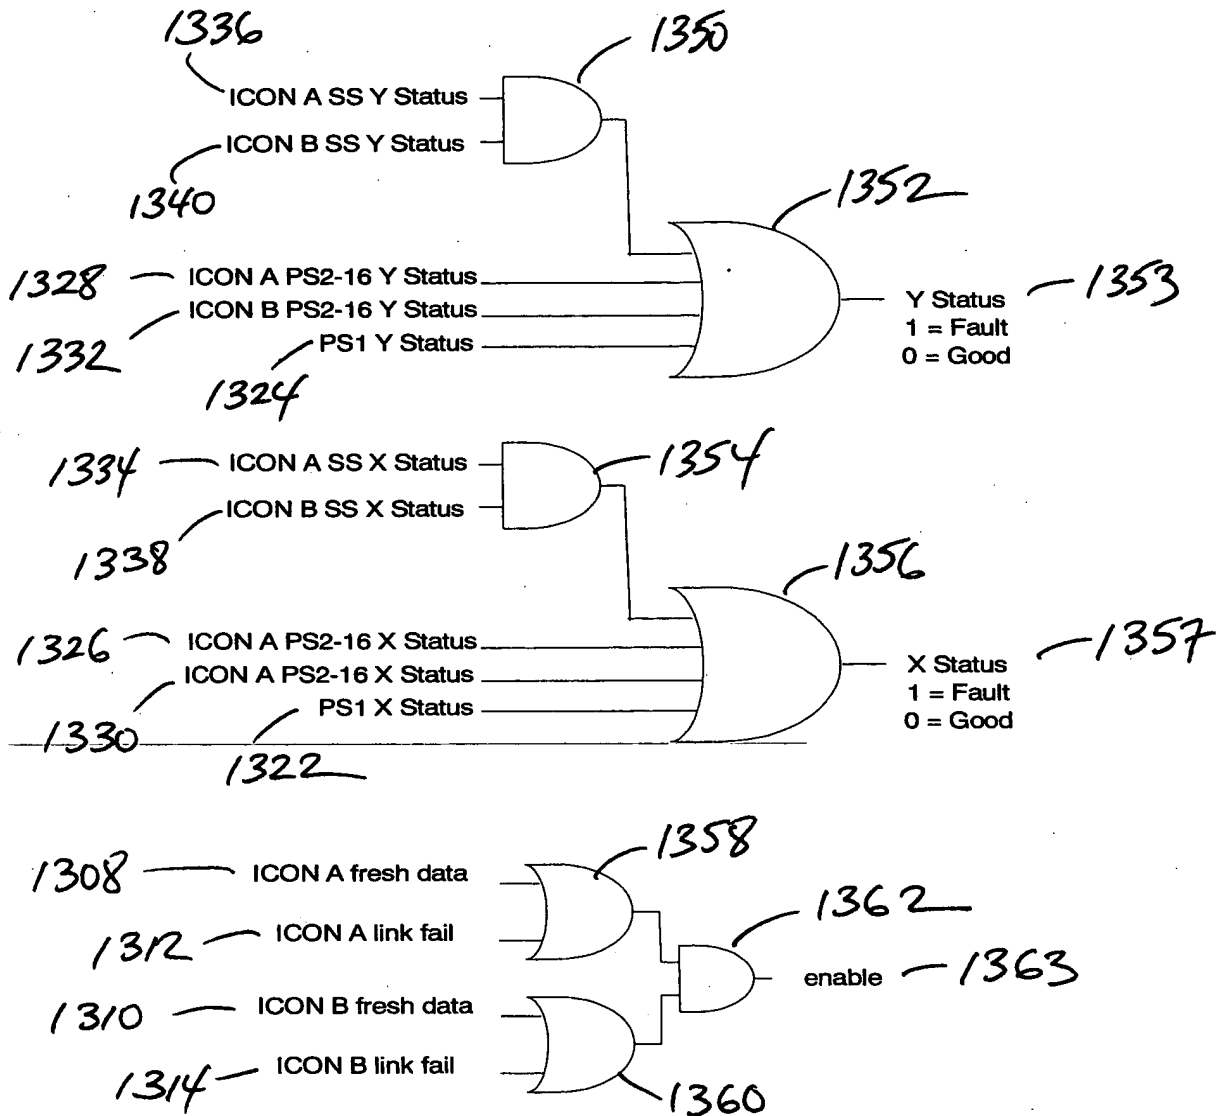 1336
1350
ICON A SS Y Status
ICON B SS Y Status
1340
1352
1328
ICON A PS2-16 Y Status
ICON B PS2-16 Y Status
1332
PS1 Y Status
1324
Y Status
1 = Fault
0 = Good
1353
1334
ICON A SS X Status
1354
ICON B SS X Status
1338
1356
1326
ICON A PS2-16 X Status
ICON A PS2-16 X Status
1330
PS1 X Status
1322
X Status
1 = Fault
0 = Good
1357
1358
1308
ICON A fresh data
1312
ICON A link fail
1362
enable
1363
1310
ICON B fresh data
1314
ICON B link fail
1360